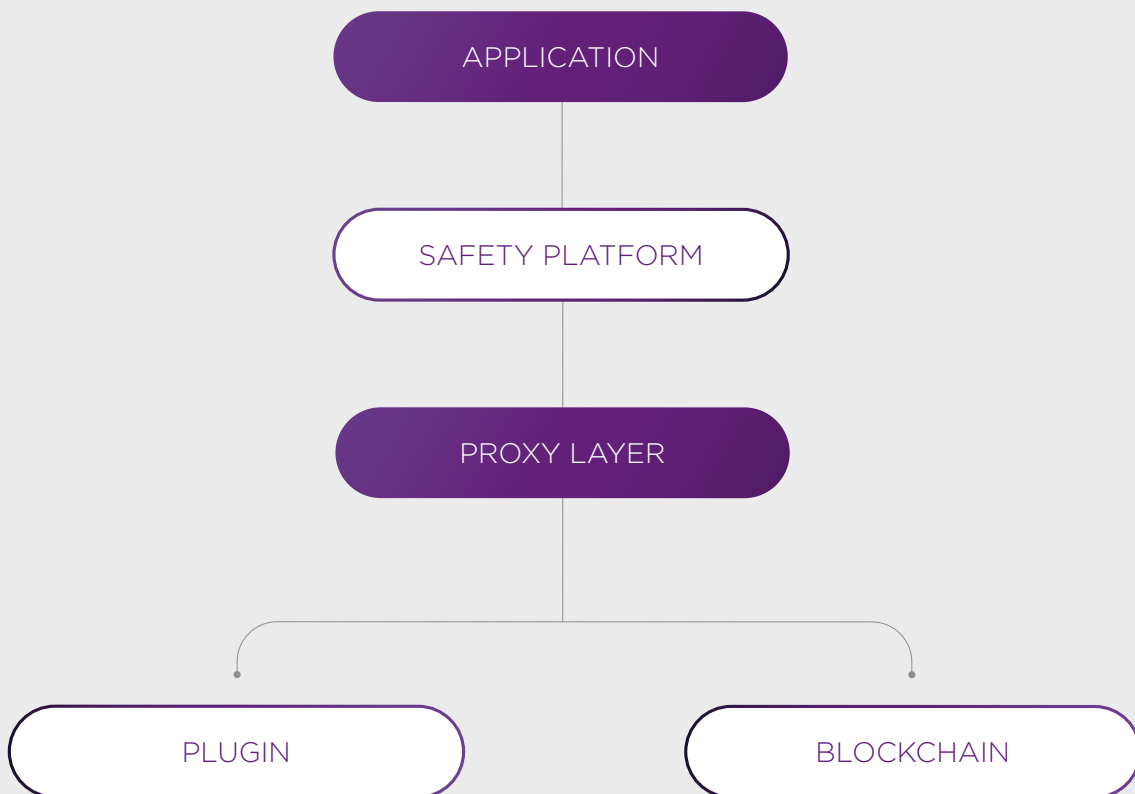 APPLICATION
SAFETY PLATFORM
PROXY LAYER
PLUGIN
BLOCKCHAIN